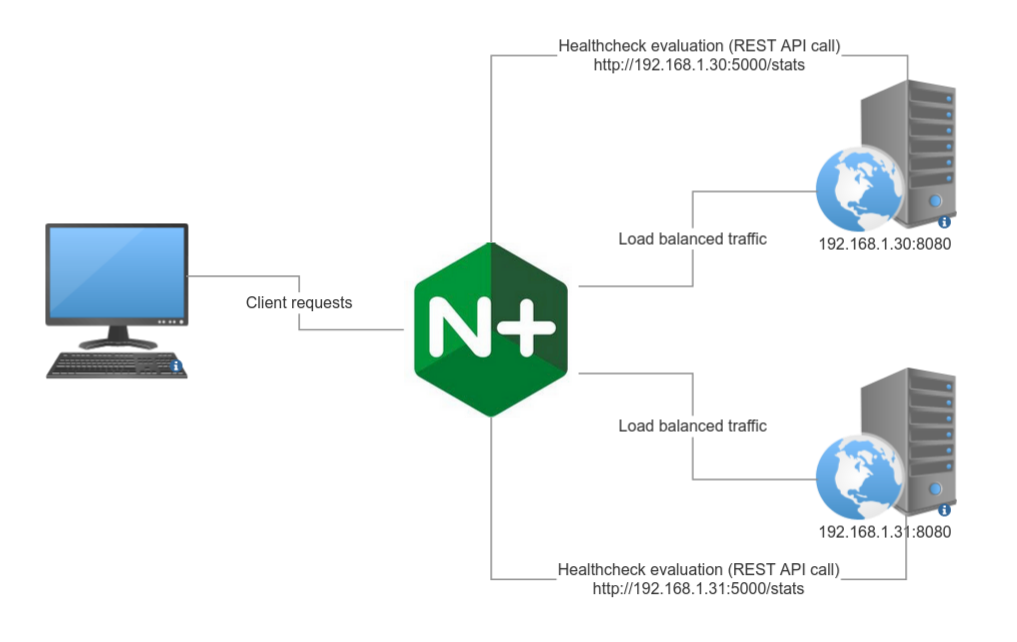 Healthcheck evaluation (REST API call)
http://192.168.1.30:5000/stats
Load balanced traffic
192.168.1.30:8080
Client requests
N+
Load balanced traffic
192.168.1.31:8080
Healthcheck evaluation (REST API call)
http://192.168.1.31:5000/stats